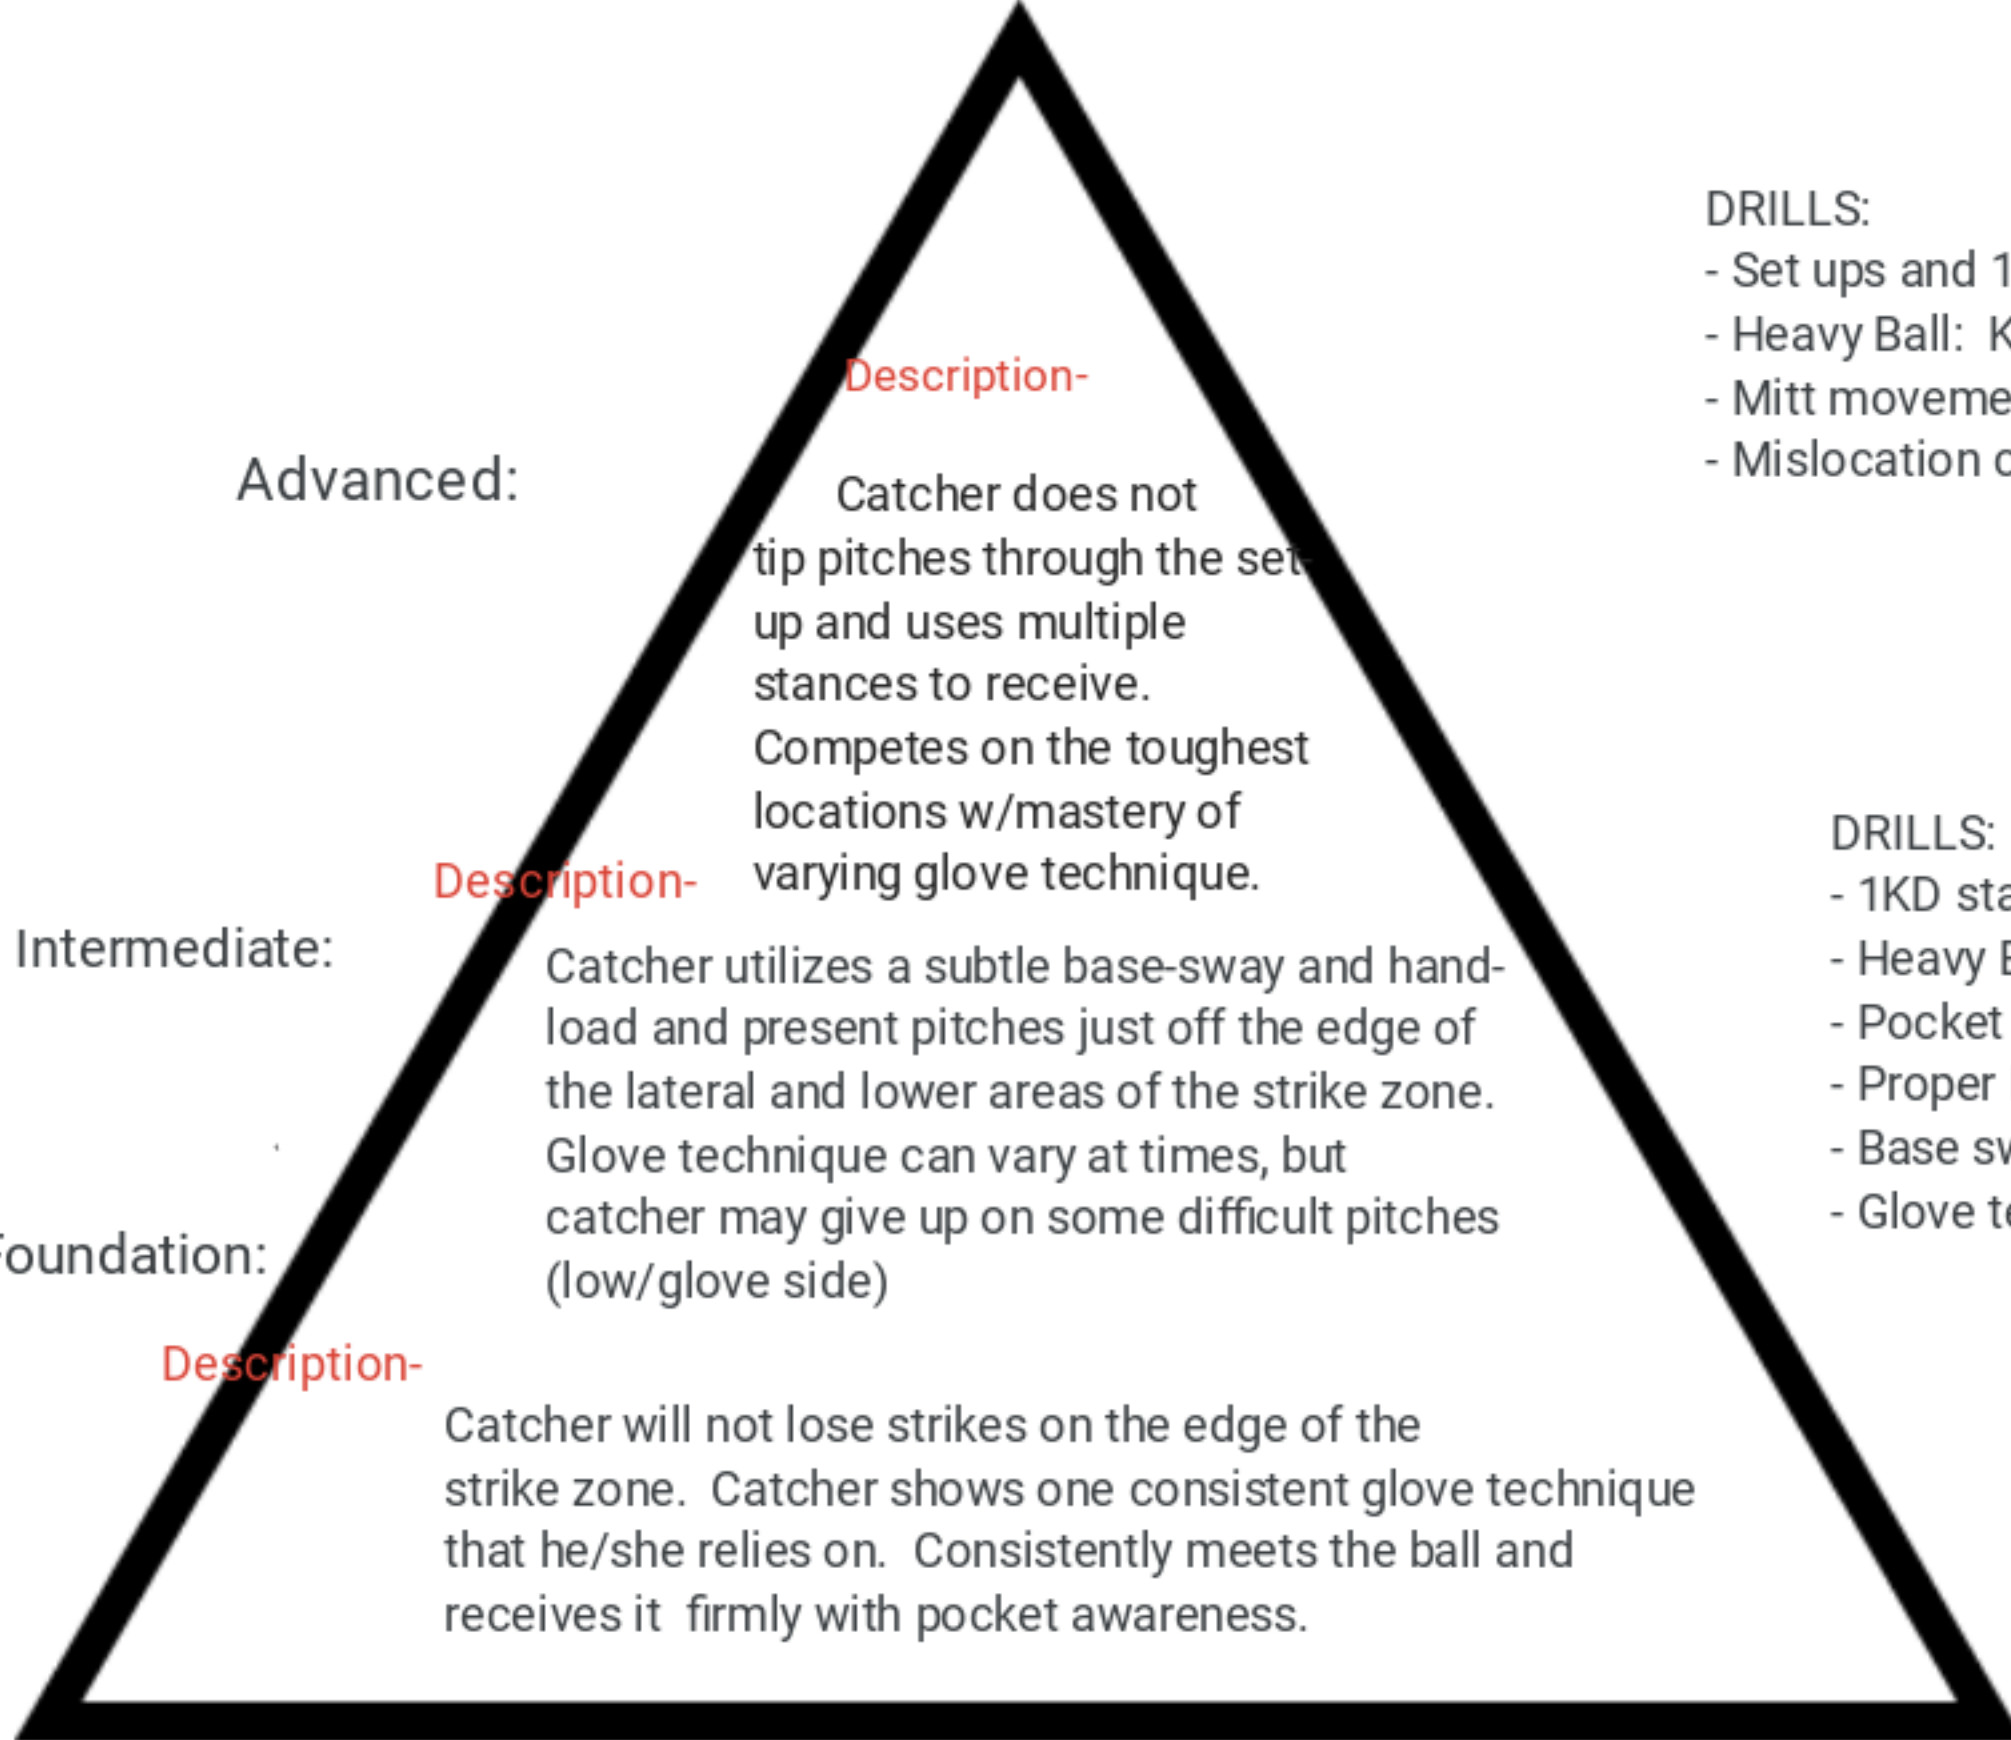 DRILLS:
- Set ups and 1
- Heavy Ball:  K
- Mitt moveme
- Mislocation c
Description-
Advanced:
Catcher does not
tip pitches through the set-
up and uses multiple
stances to receive.
Competes on the toughest
locations w/mastery of
varying glove technique.
DRILLS:
- 1KD sta
- Heavy B
- Pocket
- Proper
- Base sw
- Glove te
Description-
Intermediate:
Catcher utilizes a subtle base-sway and hand-
load and present pitches just off the edge of
the lateral and lower areas of the strike zone.
Glove technique can vary at times, but
catcher may give up on some difficult pitches
(low/glove side)
Foundation:
Description-
Catcher will not lose strikes on the edge of the
strike zone.  Catcher shows one consistent glove technique
that he/she relies on.  Consistently meets the ball and
receives it  firmly with pocket awareness.